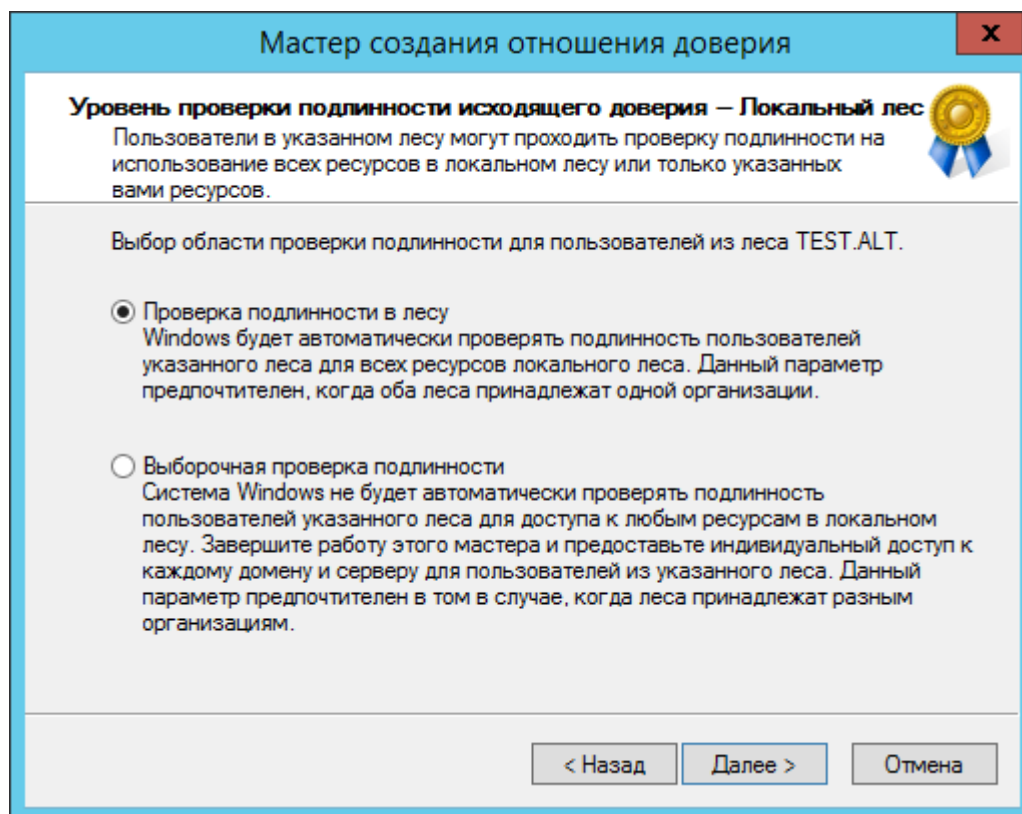 Мастер создания отношения доверия
x
Уровень проверки подлинности исходящего доверия – Локальный лес
Пользователи в указанном лесу могут проходить проверку подлинности на
использование всех ресурсов в локальном лесу или только указанных
вами ресурсов.
Выбор области проверки подлинности для пользователей из леса TEST.ALT.
Проверка подлинности в лесу
Windows будет автоматически проверять подлинность пользователей
указанного леса для всех ресурсов локального леса. Данный параметр
предпочтителен, когда оба леса принадлежат одной организации.
Выборочная проверка подлинности
Система Windows не будет автоматически проверять подлинность
пользователей указанного леса для доступа к любым ресурсам в локальном
лесу. Завершите работу этого мастера и предоставьте индивидуальный доступ к
каждому домену и серверу для пользователей из указанного леса. Данный
параметр предпочтителен в том в случае, когда леса принадлежат разным
организациям.
< Назад
Далее >
Отмена